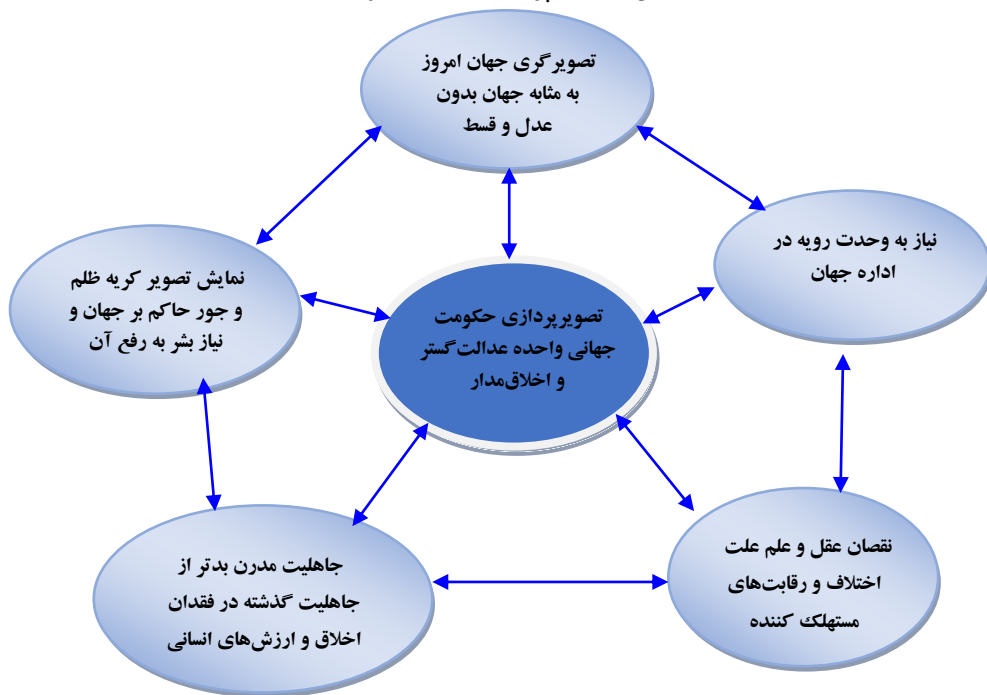 تصویرگری جهان امروز
به مثابه جهان بدون
عدل و قسط
نیاز به وحدت رویه در
اداره جهان
نمایش تصویر کریه ظلم
و جور حاکم بر جهان و
نیاز بشر به رفع آن
تصویرپردازی حکومت
جهانی واحده عدالت‌گستر
و اخلاق‌مدار
نقصان عقل و علم علت
اختلاف و رقابت‌های
مستهلک کننده
جاهلیت مدرن بدتر از
جاهلیت گذشته در فقدان
اخلاق و ارزش‌های انسانی